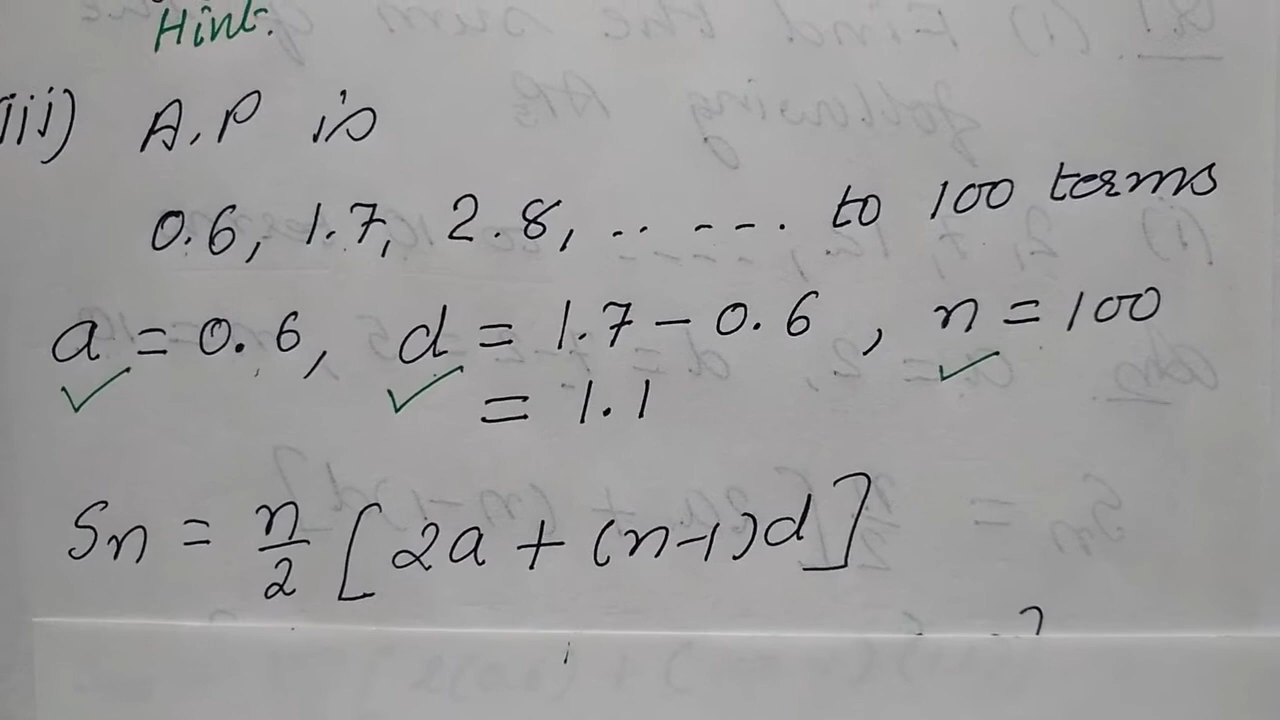 Hint:
iii) A.P is
0.6, 1.7, 2.8, .. --- . to 100 terms
a = 0.6, d = 1.7 - 0.6 , n = 100
= 1.1
Sn = n/2 [ 2a + (n-1)d ]